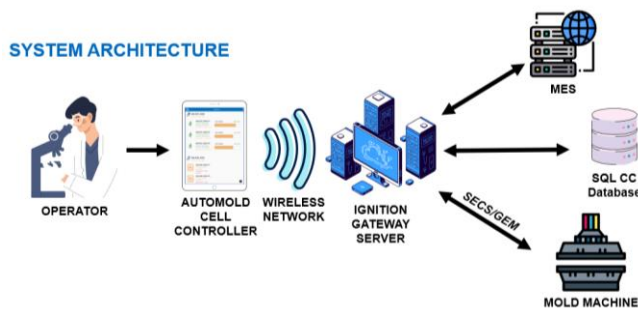 SYSTEM ARCHITECTURE
MES
OPERATOR
AUTOMOLD
CELL
CONTROLLER
WIRELESS
NETWORK
IGNITION
GATEWAY
SERVER
SQL CC
Database
SECS/GEM
MOLD MACHINE